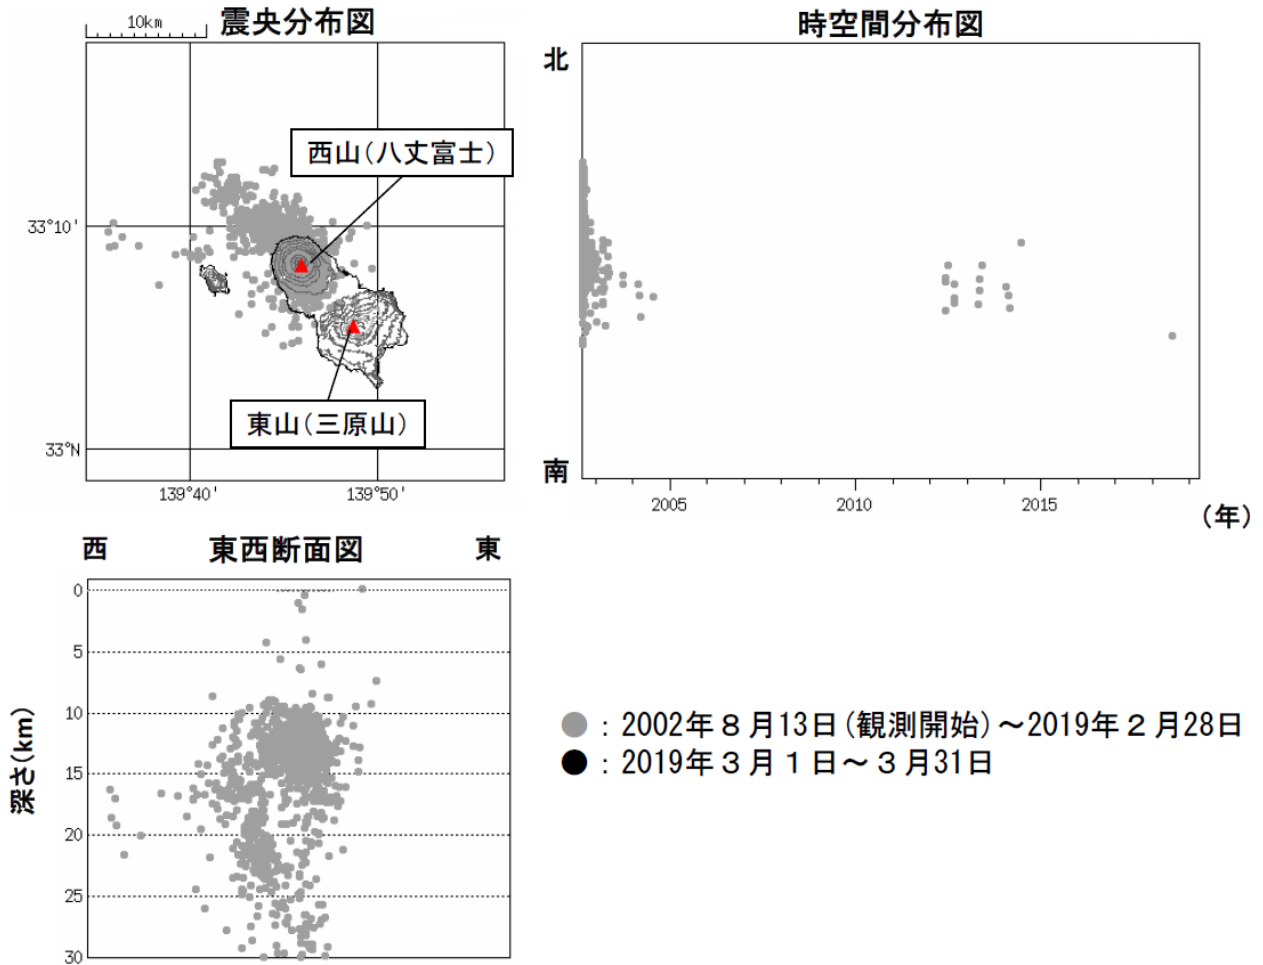 震央分布図
10km
西山(八丈富士)
33°10'
東山(三原山)
33°N
139°40'
139°50'
時空間分布図
北
南
2005
2010
2015
(年)
西
東西断面図
東
深さ(km)
0
5
10
15
20
25
30
●:2002年8月13日(観測開始)~2019年2月28日
●:2019年3月1日~3月31日